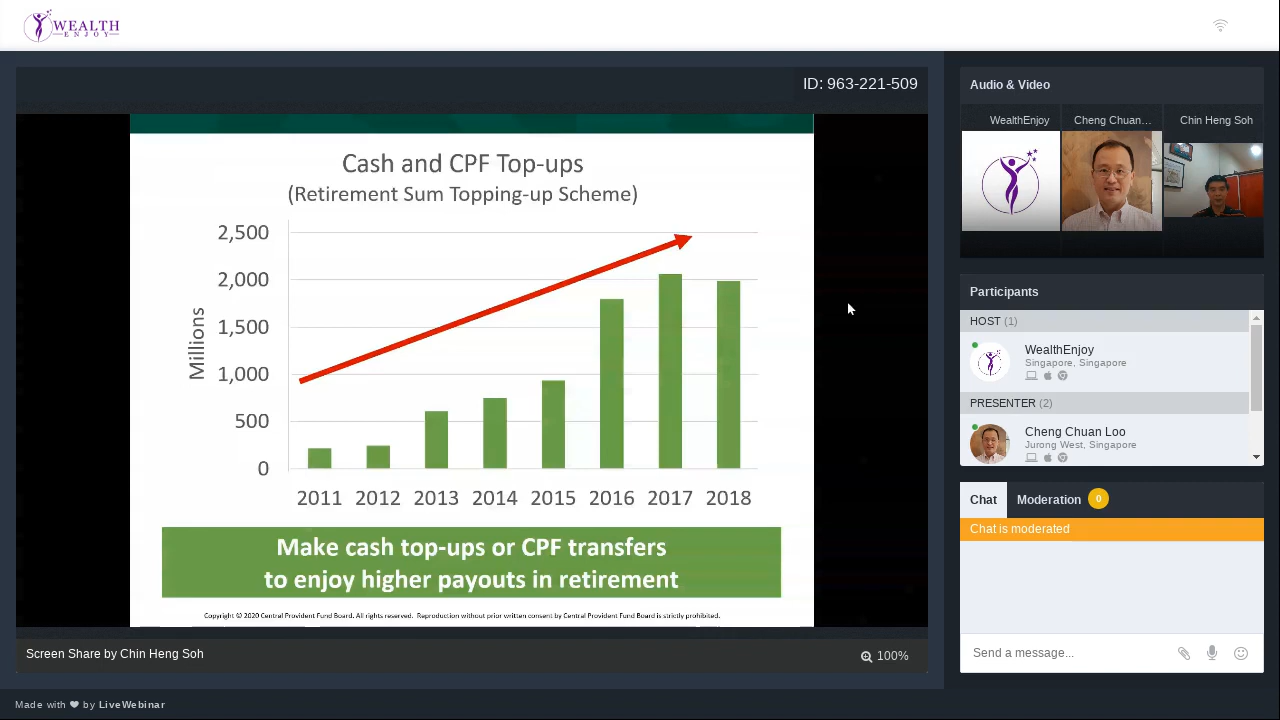 WEALTH
ENJOY
ID: 963-221-509
Cash and CPF Top-ups
(Retirement Sum Topping-up Scheme)
Millions
2,500
2,000
1,500
1,000
500
0
2011 2012 2013 2014 2015 2016 2017 2018
Make cash top-ups or CPF transfers
to enjoy higher payouts in retirement
Copyright © 2020 Central Provident Fund Board. All rights reserved. Reproduction without prior written consent by Central Provident Fund Board is strictly prohibited.
Screen Share by Chin Heng Soh
100%
Audio & Video
WealthEnjoy Cheng Chuan... Chin Heng Soh
Participants
HOST (1)
WealthEnjoy
Singapore, Singapore
PRESENTER (2)
Cheng Chuan Loo
Jurong West, Singapore
Chat Moderation 0
Chat is moderated
Send a message...
Made with ❤ by LiveWebinar